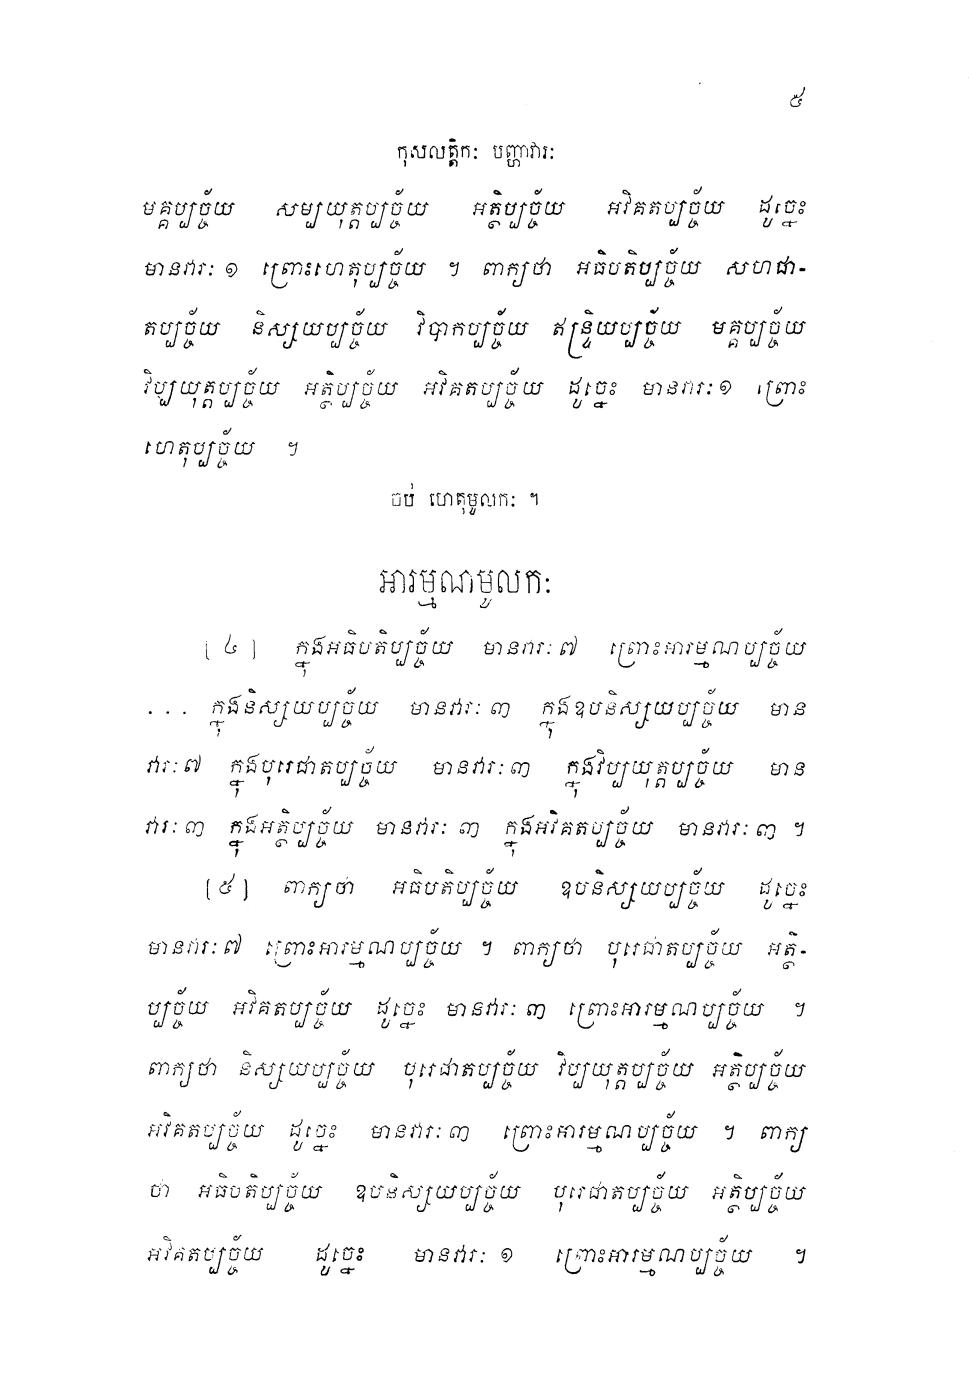 ៥
កុសលត្តិកៈ បញ្ហាវារៈ
មគ្គប្បច្ច័យ សម្បយុត្តប្បច្ច័យ អត្ថិប្បច្ច័យ អវិគតប្បច្ច័យ ដូច្នេះ
មានវារៈ ១ ព្រោះហេតុប្បច្ច័យ ។ ពាក្យថា អធិបតិប្បច្ច័យ សហជា-
តប្បច្ច័យ និស្សយប្បច្ច័យ វិបាកប្បច្ច័យ ឥន្ទ្រិយប្បច្ច័យ មគ្គប្បច្ច័យ
វិប្បយុត្តប្បច្ច័យ អត្ថិប្បច្ច័យ អវិគតប្បច្ច័យ ដូច្នេះ មានវារៈ ១ ព្រោះ
ហេតុប្បច្ច័យ ។
ចប់ ហេតុមូលកៈ ។
អារម្មណមូលកៈ
[ ៤ ] ក្នុងអធិបតិប្បច្ច័យ មានវារៈ ៧ ព្រោះអារម្មណប្បច្ច័យ
... ក្នុងនិស្សយប្បច្ច័យ មានវារៈ ៣ ក្នុងឧបនិស្សយប្បច្ច័យ មាន
វារៈ ៧ ក្នុងបុរេជាតប្បច្ច័យ មានវារៈ ៣ ក្នុងវិប្បយុត្តប្បច្ច័យ មាន
វារៈ ៣ ក្នុងអត្ថិប្បច្ច័យ មានវារៈ ៣ ក្នុងអវិគតប្បច្ច័យ មានវារៈ ៣ ។
[ ៥ ] ពាក្យថា អធិបតិប្បច្ច័យ ឧបនិស្សយប្បច្ច័យ ដូច្នេះ
មានវារៈ ៧ ព្រោះអារម្មណប្បច្ច័យ ។ ពាក្យថា បុរេជាតប្បច្ច័យ អត្ថិ-
ប្បច្ច័យ អវិគតប្បច្ច័យ ដូច្នេះ មានវារៈ ៣ ព្រោះអារម្មណប្បច្ច័យ ។
ពាក្យថា និស្សយប្បច្ច័យ បុរេជាតប្បច្ច័យ វិប្បយុត្តប្បច្ច័យ អត្ថិប្បច្ច័យ
អវិគតប្បច្ច័យ ដូច្នេះ មានវារៈ ៣ ព្រោះអារម្មណប្បច្ច័យ ។ ពាក្យ
ថា អធិបតិប្បច្ច័យ ឧបនិស្សយប្បច្ច័យ បុរេជាតប្បច្ច័យ អត្ថិប្បច្ច័យ
អវិគតប្បច្ច័យ ដូច្នេះ មានវារៈ ១ ព្រោះអារម្មណប្បច្ច័យ ។